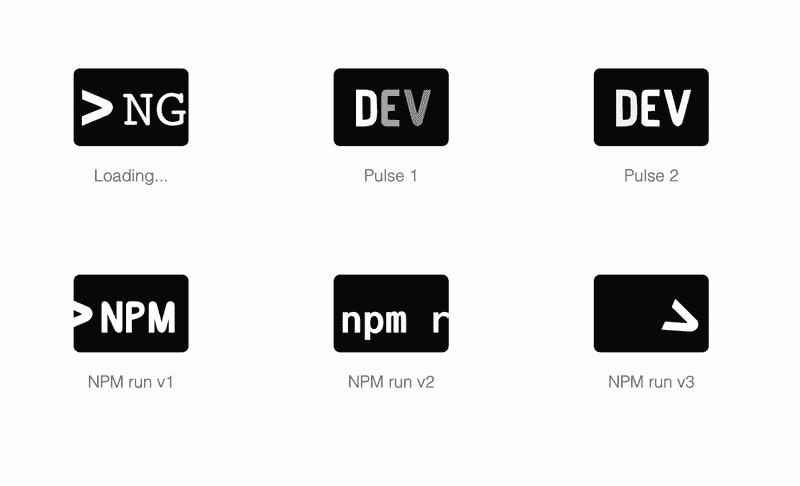 > NG
DEV
DEV
Loading...
Pulse 1
Pulse 2
> NPM
npm r
>
NPM run v1
NPM run v2
NPM run v3